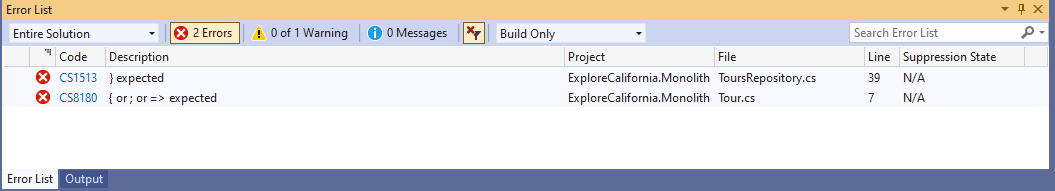 Error List
Entire Solution 2 Errors 0 of 1 Warning 0 Messages Build Only Search Error List
Code Description Project File Line Suppression State
CS1513 } expected ExploreCalifornia.Monolith ToursRepository.cs 39 N/A
CS8180 { or ; or => expected ExploreCalifornia.Monolith Tour.cs 7 N/A
Error List Output